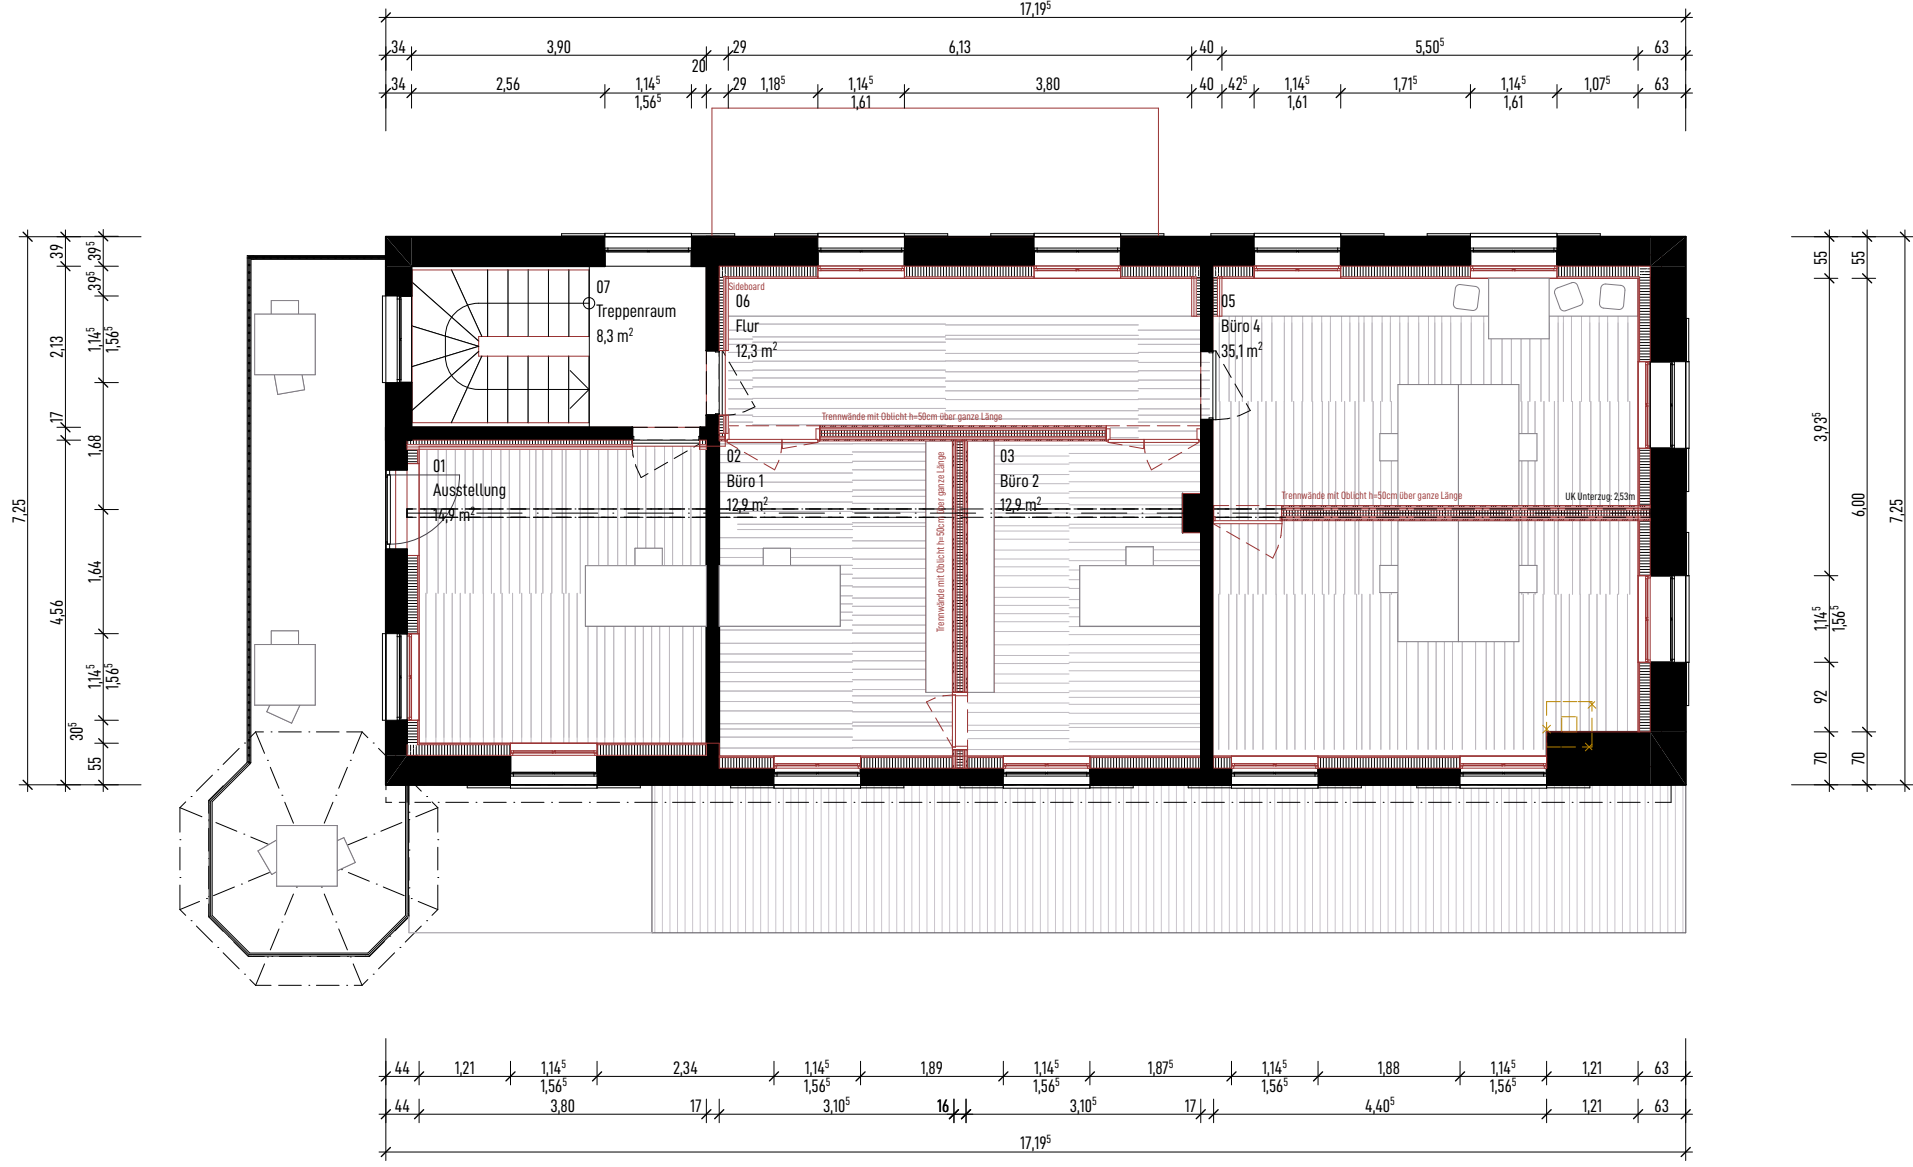 17,19⁵
34 3,90 29 6,13 40 5,50⁵ 63
20
34 2,56 1,14⁵ 29 1,18⁵ 1,14⁵ 3,80 40 42⁵ 1,14⁵ 1,71⁵ 1,14⁵ 1,07⁵ 63
1,56⁵ 1,61 1,61 1,61
7,25
39 2,13 17 4,56
39⁵ 39⁵ 1,14⁵ 1,68 1,64 1,14⁵ 30⁵ 55
1,56⁵ 1,56⁵
07
Treppenraum
8,3 m²
Sideboard
06
Flur
12,3 m²
05
Büro 4
35,1 m²
Trennwände mit Oblicht h=50cm über ganze Länge
01
Ausstellung
14,9 m²
02
Büro 1
12,9 m²
Trennwände mit Oblicht h=50cm über ganze Länge
03
Büro 2
12,9 m²
Trennwände mit Oblicht h=50cm über ganze Länge
UK Unterzug: 2,53m
55 3,93⁵ 1,14⁵ 92 70
1,56⁵
55 6,00 70
7,25
44 1,21 1,14⁵ 2,34 1,14⁵ 1,89 1,14⁵ 1,87⁵ 1,14⁵ 1,88 1,14⁵ 1,21 63
1,56⁵ 1,56⁵ 1,56⁵ 1,56⁵ 1,56⁵
44 3,80 17 3,10⁵ 16 3,10⁵ 17 4,40⁵ 1,21 63
17,19⁵